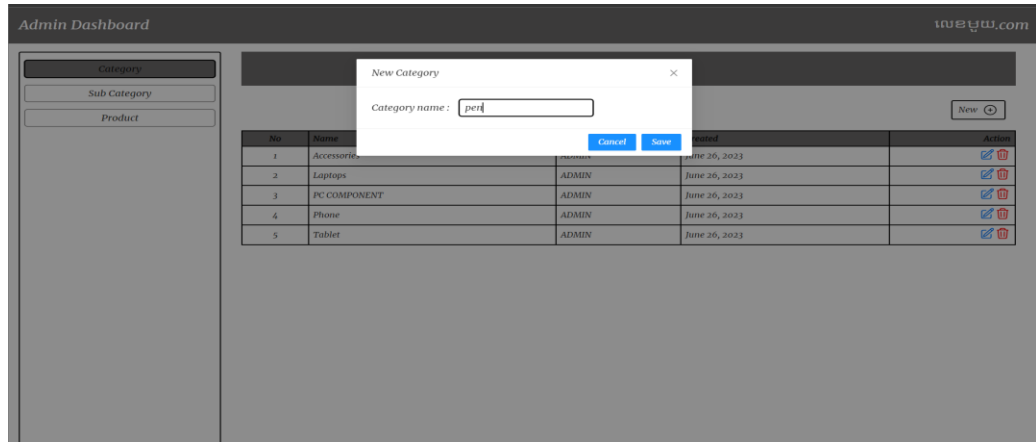 Admin Dashboard
លេខមួយ.com
Category
Sub Category
Product
New Category
Category name :
pen
Cancel
Save
New
No Name Action
1 Accessories ADMIN June 26, 2023
2 Laptops ADMIN June 26, 2023
3 PC COMPONENT ADMIN June 26, 2023
4 Phone ADMIN June 26, 2023
5 Tablet ADMIN June 26, 2023